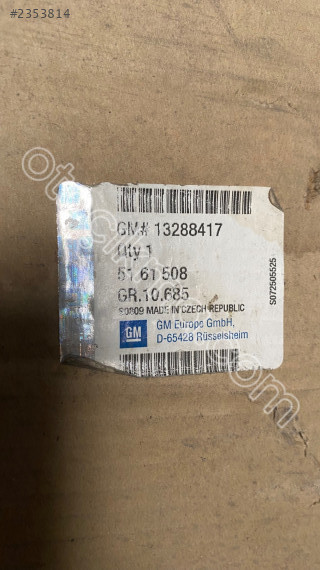 #2353814
GM# 13288417
Qty 1
51 61 508
GR.10.685
S0809 MADE IN CZECH REPUBLIC
GM
GM Europe GmbH,
D-65428 Rüsselsheim
S072505525